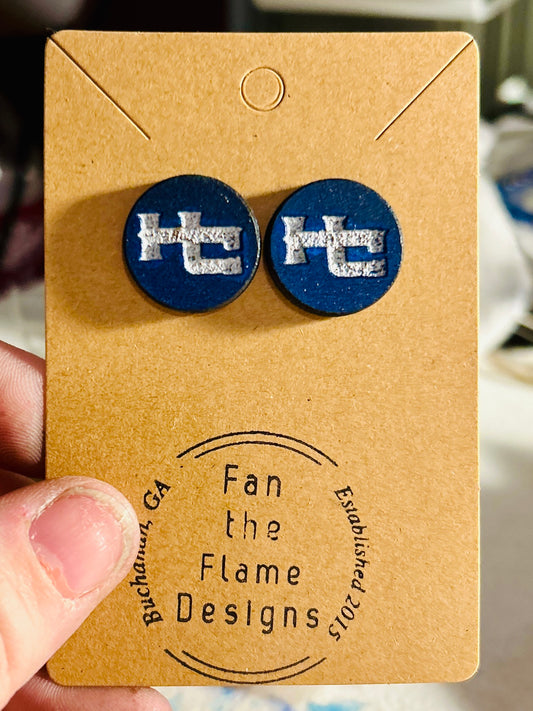 HC HC
Fan
the
Flame
Designs
Buchanan, GA
Established 2015